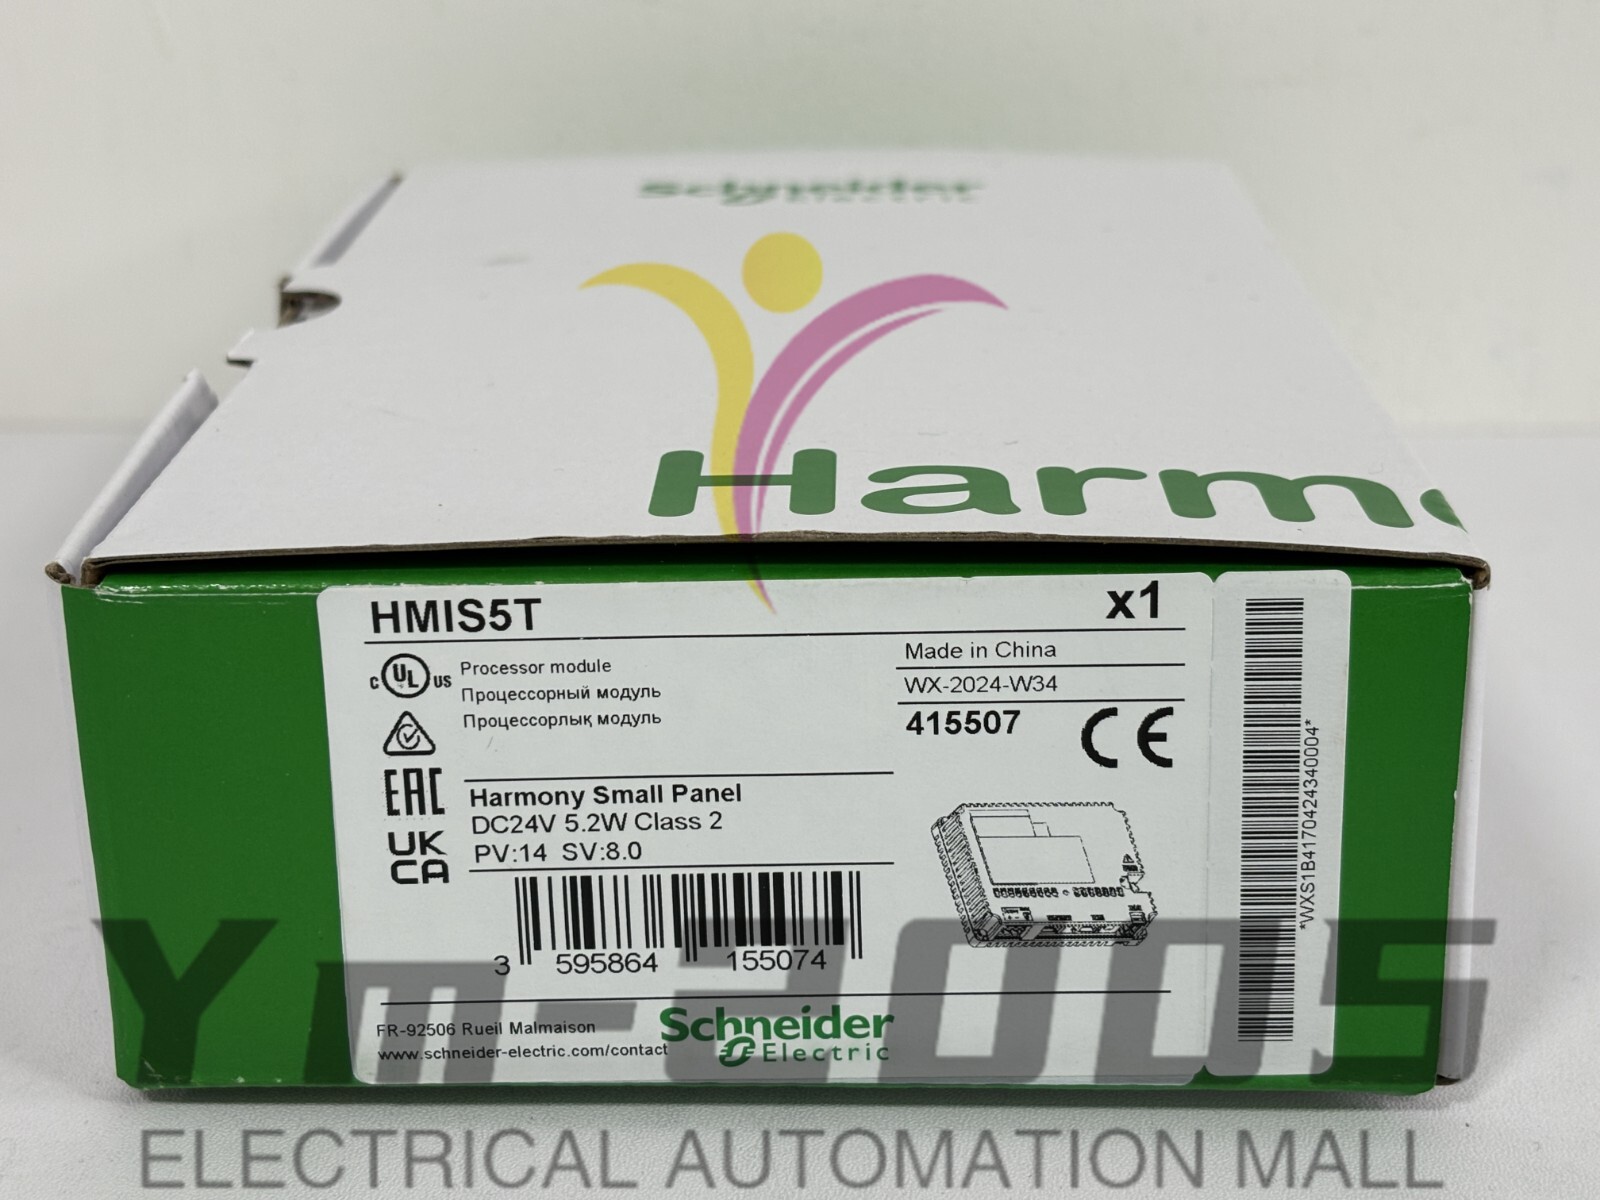 Schneider
Electric
Harmo
HMIS5T
x1
C UL US
Processor module
Процессорный модуль
Процессорлық модуль
Made in China
WX-2024-W34
415507
CE
EAC
UK
CA
Harmony Small Panel
DC24V 5.2W Class 2
PV:14 SV:8.0
3 595864 155074
*WXS1B4170424340004*
FR-92506 Rueil Malmaison
www.schneider-electric.com/contact
Schneider
Electric
Ym-2005
ELECTRICAL AUTOMATION MALL